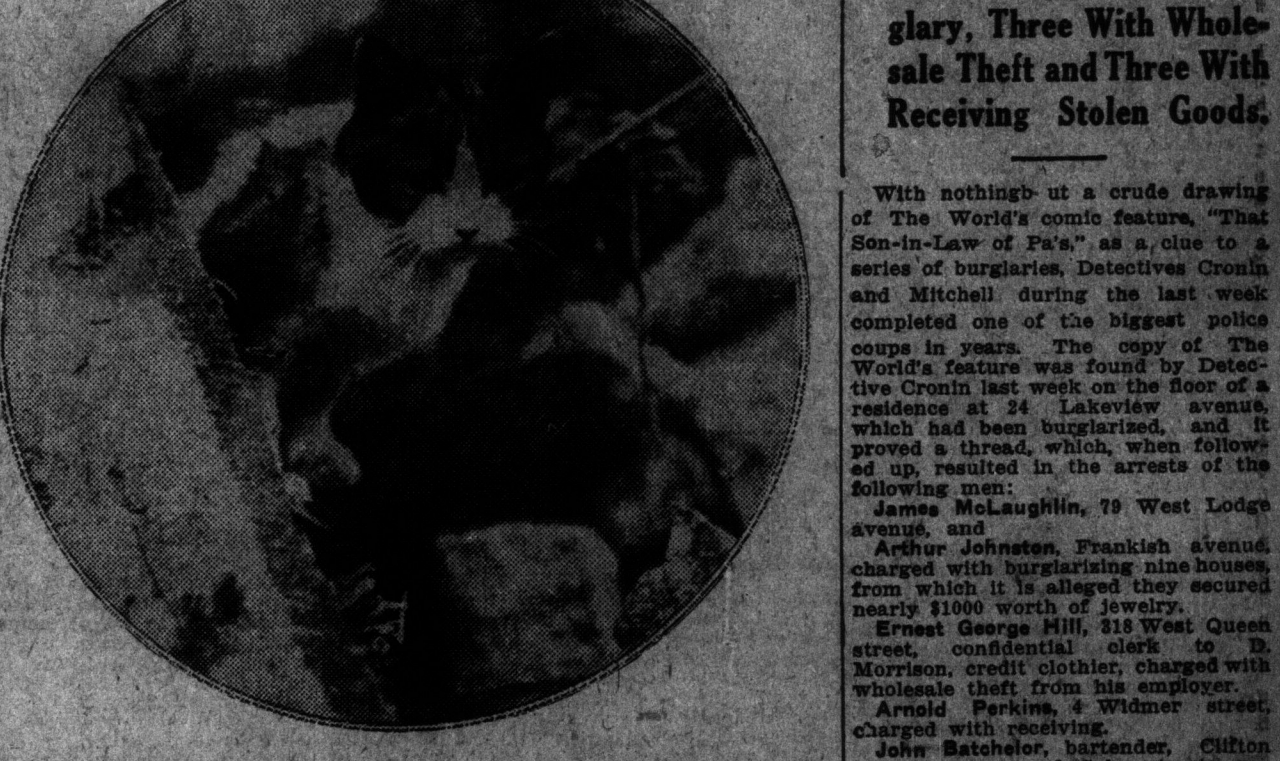 glary, Three With Whole-
sale Theft and Three With
Receiving Stolen Goods.
With nothingb- ut a crude drawing
of The World's comic feature, "That
Son-in-Law of Pa's," as a clue to a
series of burglaries, Detectives Cronin
and Mitchell during the last week
completed one of the biggest police
coups in years. The copy of The
World's feature was found by Detec-
tive Cronin last week on the floor of a
residence at 24 Lakeview avenue,
which had been burglarized, and it
proved a thread, which, when follow-
ed up, resulted in the arrests of the
following men:
James McLaughlin, 79 West Lodge
avenue, and
Arthur Johnston, Frankish avenue,
charged with burglarizing nine houses,
from which it is alleged they secured
nearly $1000 worth of jewelry.
Ernest George Hill, 318 West Queen
street, confidential clerk to D.
Morrison, credit clothier, charged with
wholesale theft from his employer.
Arnold Perkins, 4 Widmer street,
charged with receiving.
John Batchelor, bartender, Clifton